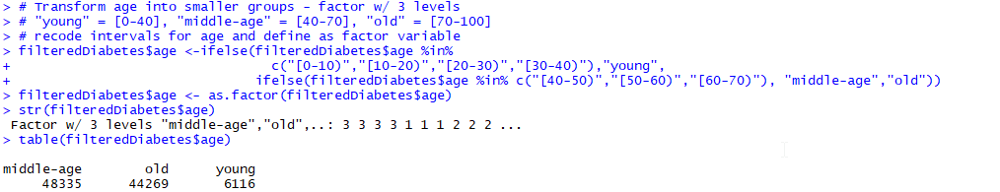 > # Transform age into smaller groups - factor w/ 3 levels
> # "young" = [0-40], "middle-age" = [40-70], "old" = [70-100]
> # recode intervals for age and define as factor variable
> filteredDiabetes$age <-ifelse(filteredDiabetes$age %in%
+                                 c("[0-10)","[10-20)","[20-30)","[30-40)"),"young",
+                               ifelse(filteredDiabetes$age %in% c("[40-50)","[50-60)","[60-70)"), "middle-age","old"))
> filteredDiabetes$age <- as.factor(filteredDiabetes$age)
> str(filteredDiabetes$age)
 Factor w/ 3 levels "middle-age","old",..: 3 3 3 3 1 1 1 2 2 2 ...
> table(filteredDiabetes$age)

middle-age        old      young
     48335      44269       6116